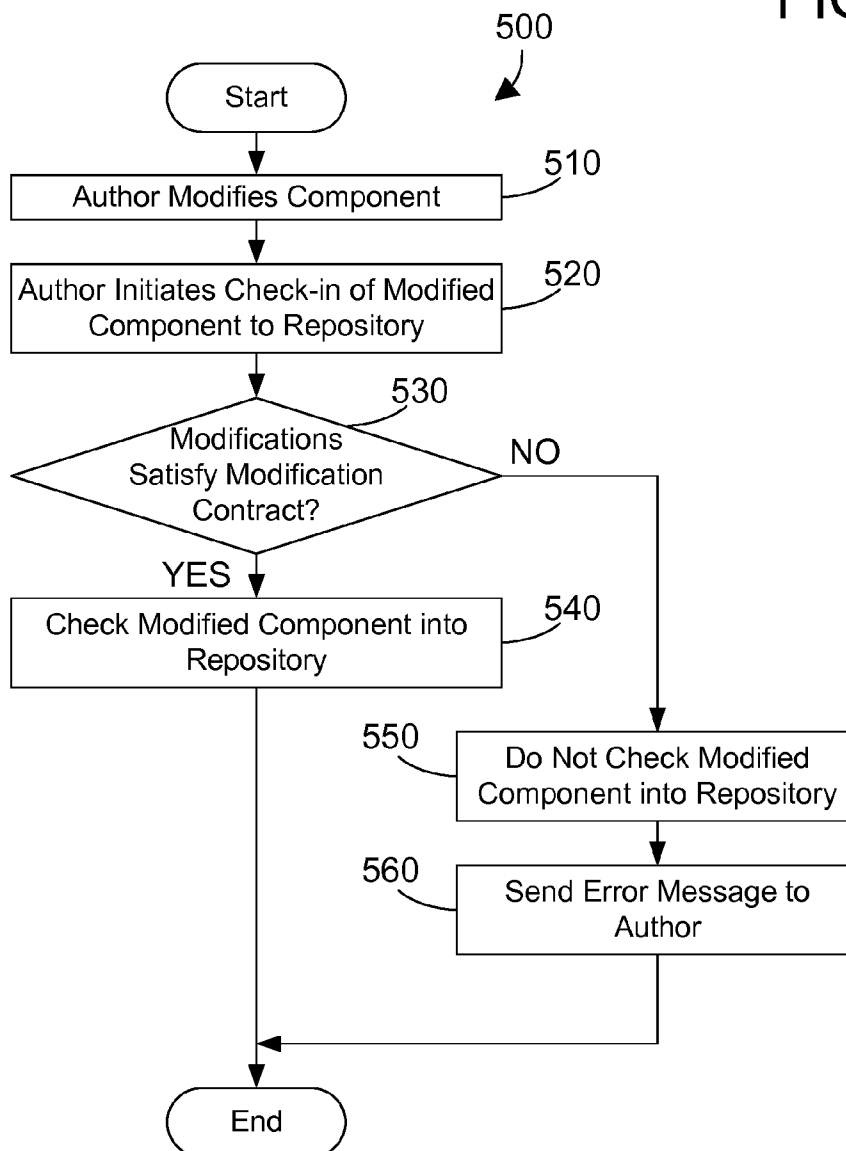 500
Start
510
Author Modifies Component
520
Author Initiates Check-in of Modified
Component to Repository
530
Modifications
Satisfy Modification
Contract?
NO
YES
540
Check Modified Component into
Repository
550
Do Not Check Modified
Component into Repository
560
Send Error Message to
Author
End